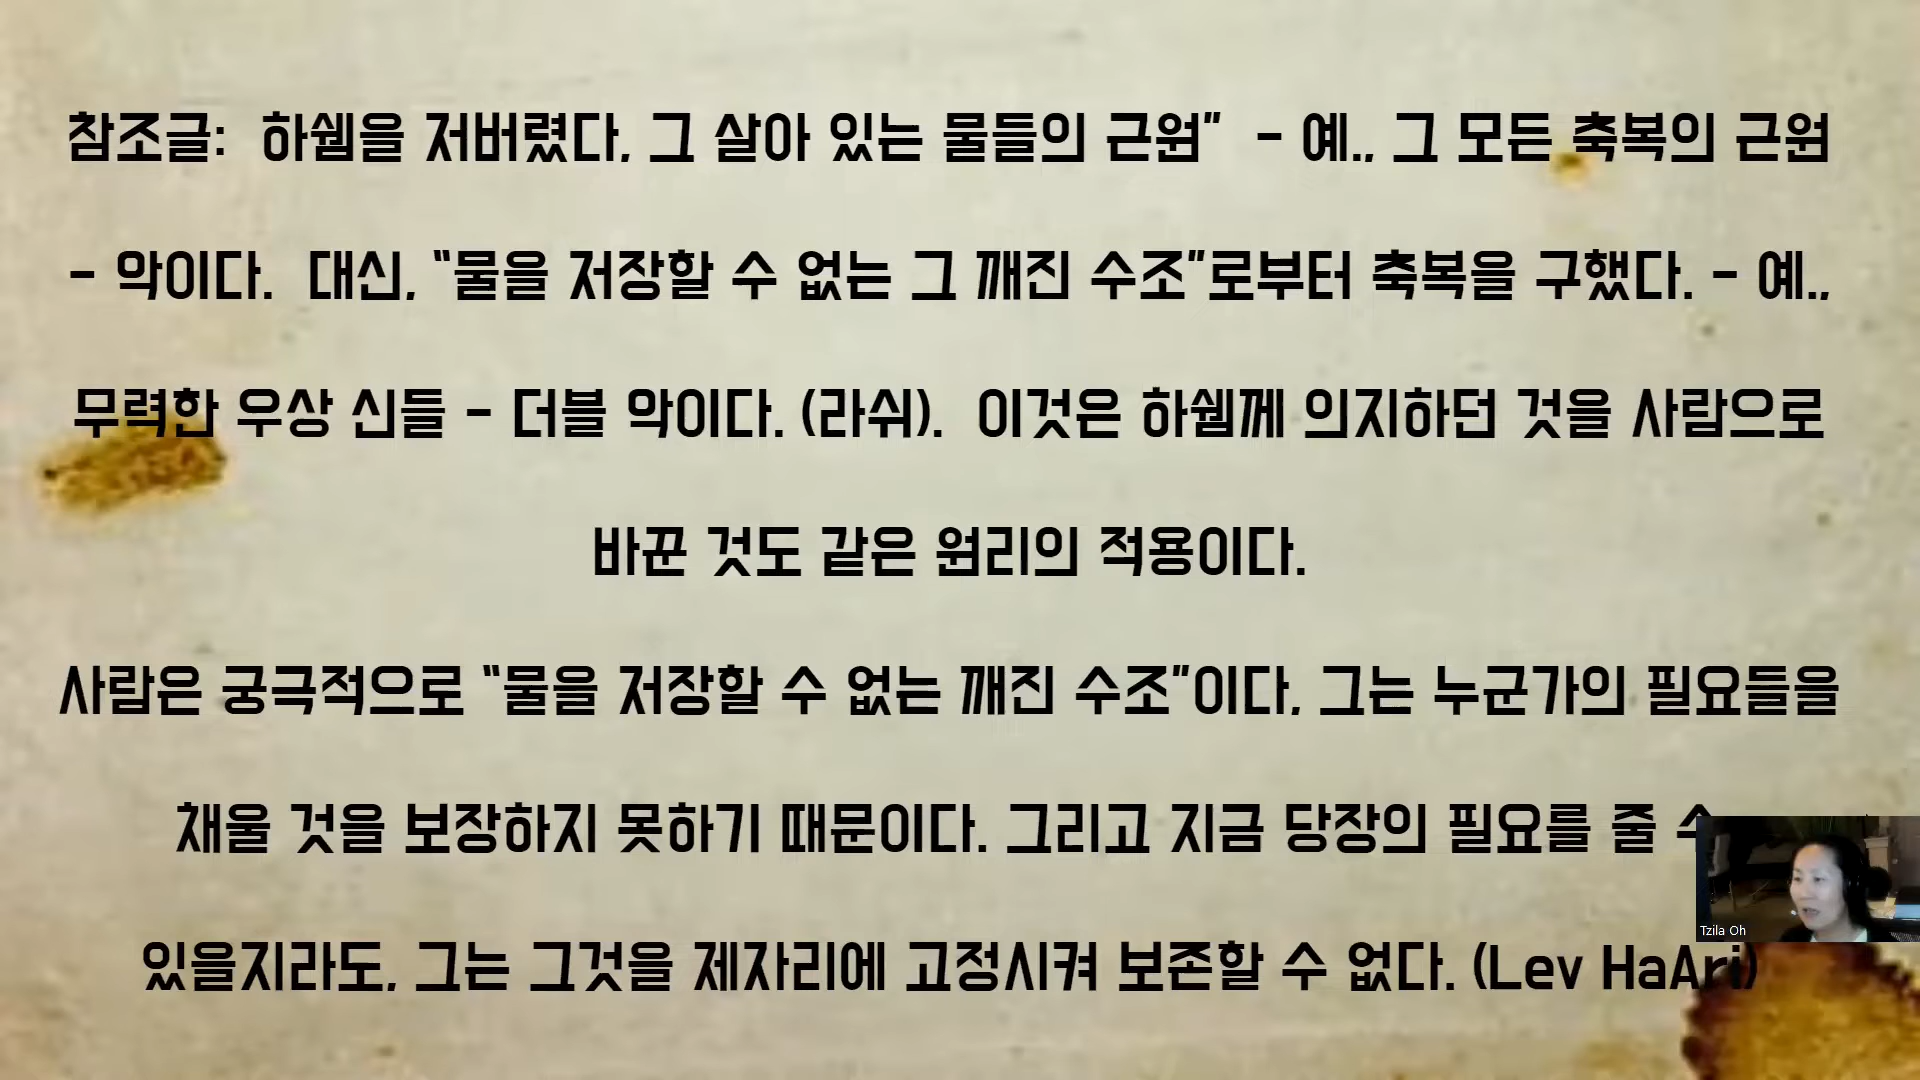 참조글:  하쉠을 저버렸다, 그 살아 있는 물들의 근원”  - 예., 그 모든 축복의 근원
- 악이다.  대신, “물을 저장할 수 없는 그 깨진 수조”로부터 축복을 구했다. - 예.,
무력한 우상 신들 - 더블 악이다. (라쉬).  이것은 하쉠께 의지하던 것을 사람으로
바꾼 것도 같은 원리의 적용이다.
사람은 궁극적으로 “물을 저장할 수 없는 깨진 수조”이다, 그는 누군가의 필요들을
채울 것을 보장하지 못하기 때문이다. 그리고 지금 당장의 필요를 줄 수
있을지라도, 그는 그것을 제자리에 고정시켜 보존할 수 없다. (Lev HaAri)
Tzila Oh